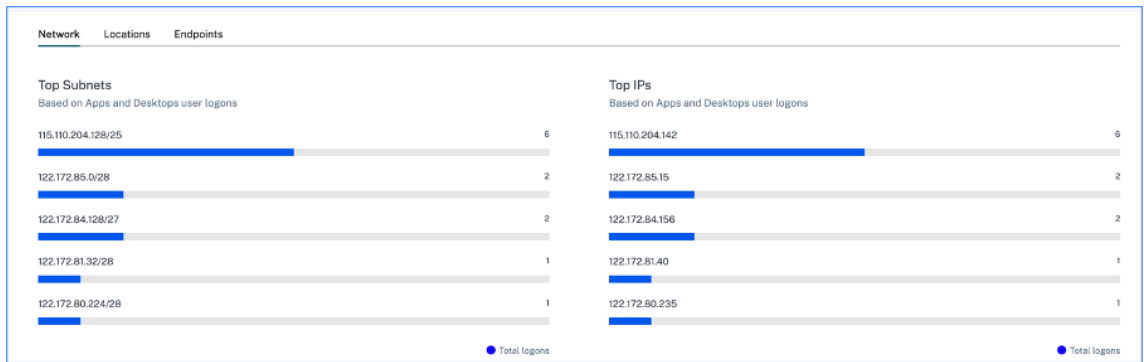 Network Locations Endpoints
Top Subnets
Based on Apps and Desktops user logons
115.110.204.128/25 6
122.172.85.0/28 2
122.172.84.128/27 2
122.172.81.32/28 1
122.172.80.224/28 1
Total logons
Top IPs
Based on Apps and Desktops user logons
115.110.204.142 6
122.172.85.15 2
122.172.84.156 2
122.172.81.40 1
122.172.80.235 1
Total logons